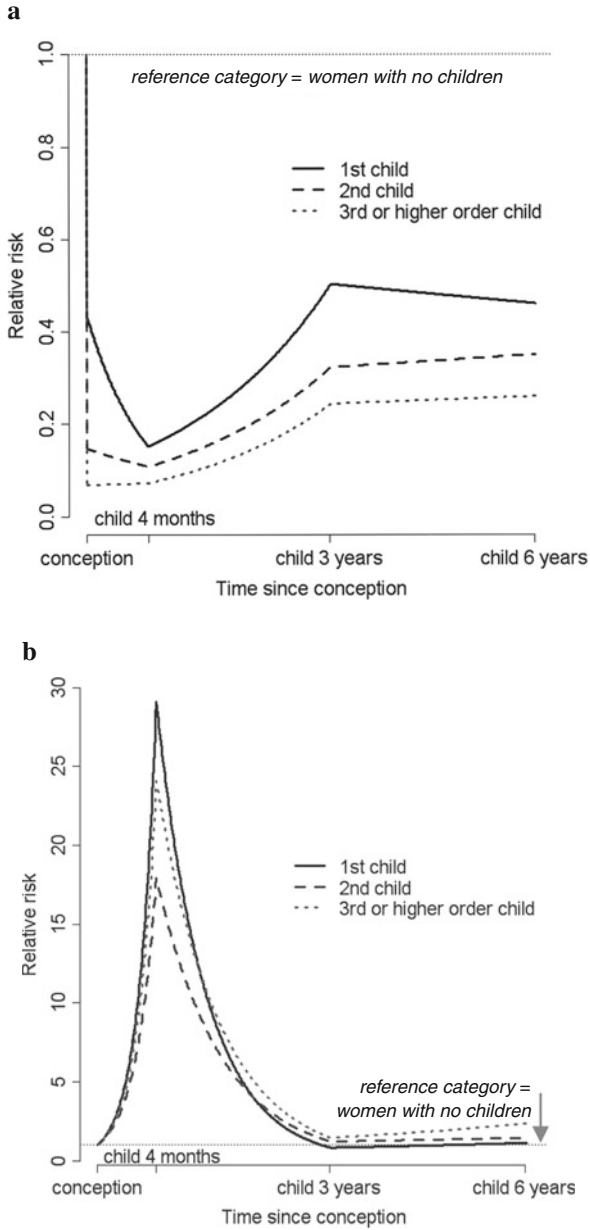 a
reference category = women with no children
1st child
2nd child
3rd or higher order child
Relative risk
1.0
0.8
0.6
0.4
0.2
0.0
child 4 months
conception
child 3 years
child 6 years
Time since conception
b
30
25
20
15
10
5
0
Relative risk
1st child
2nd child
3rd or higher order child
reference category =
women with no children
child 4 months
conception
child 3 years
child 6 years
Time since conception